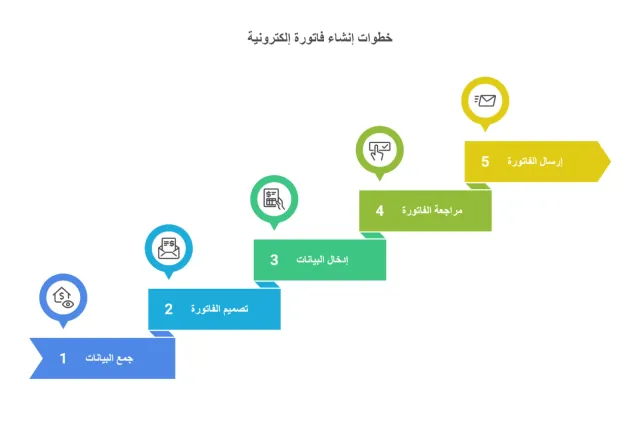 خطوات إنشاء فاتورة إلكترونية
1 جمع البيانات
2 تصميم الفاتورة
3 إدخال البيانات
4 مراجعة الفاتورة
5 إرسال الفاتورة